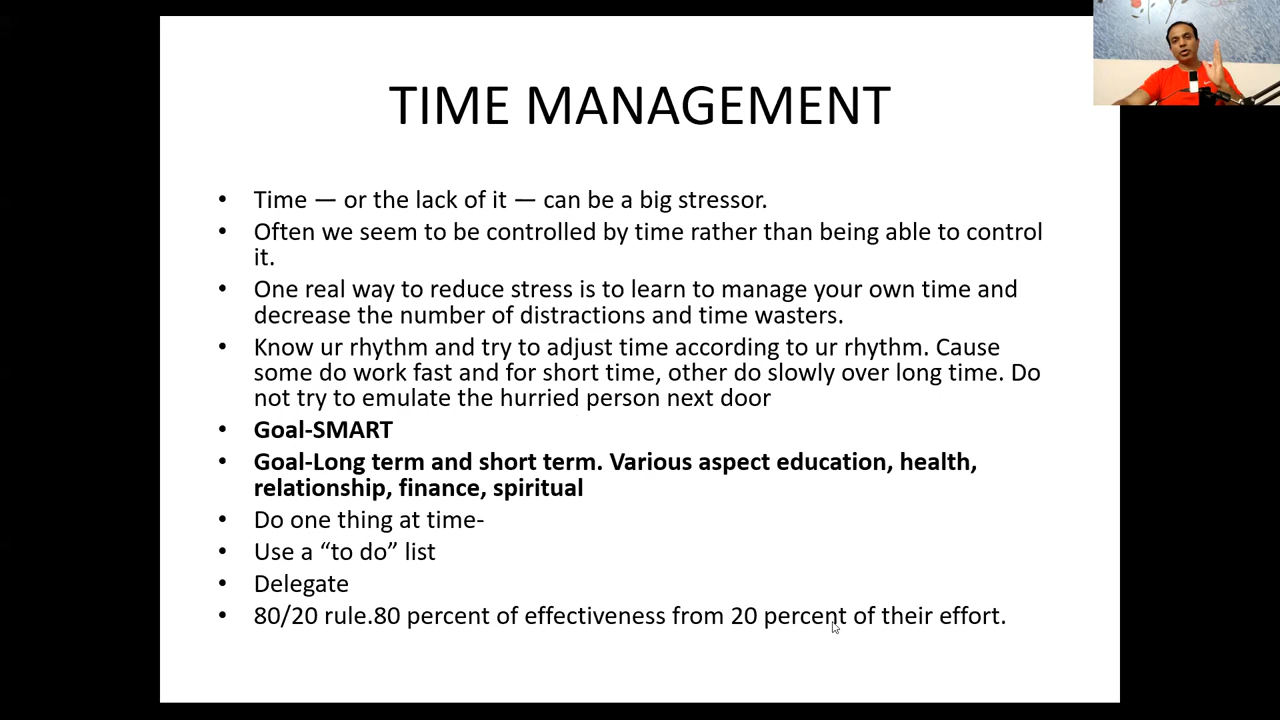 TIME MANAGEMENT
• Time — or the lack of it — can be a big stressor.
• Often we seem to be controlled by time rather than being able to control
it.
• One real way to reduce stress is to learn to manage your own time and
decrease the number of distractions and time wasters.
• Know ur rhythm and try to adjust time according to ur rhythm. Cause
some do work fast and for short time, other do slowly over long time. Do
not try to emulate the hurried person next door
• Goal-SMART
• Goal-Long term and short term. Various aspect education, health,
relationship, finance, spiritual
• Do one thing at time-
• Use a “to do” list
• Delegate
• 80/20 rule.80 percent of effectiveness from 20 percent of their effort.